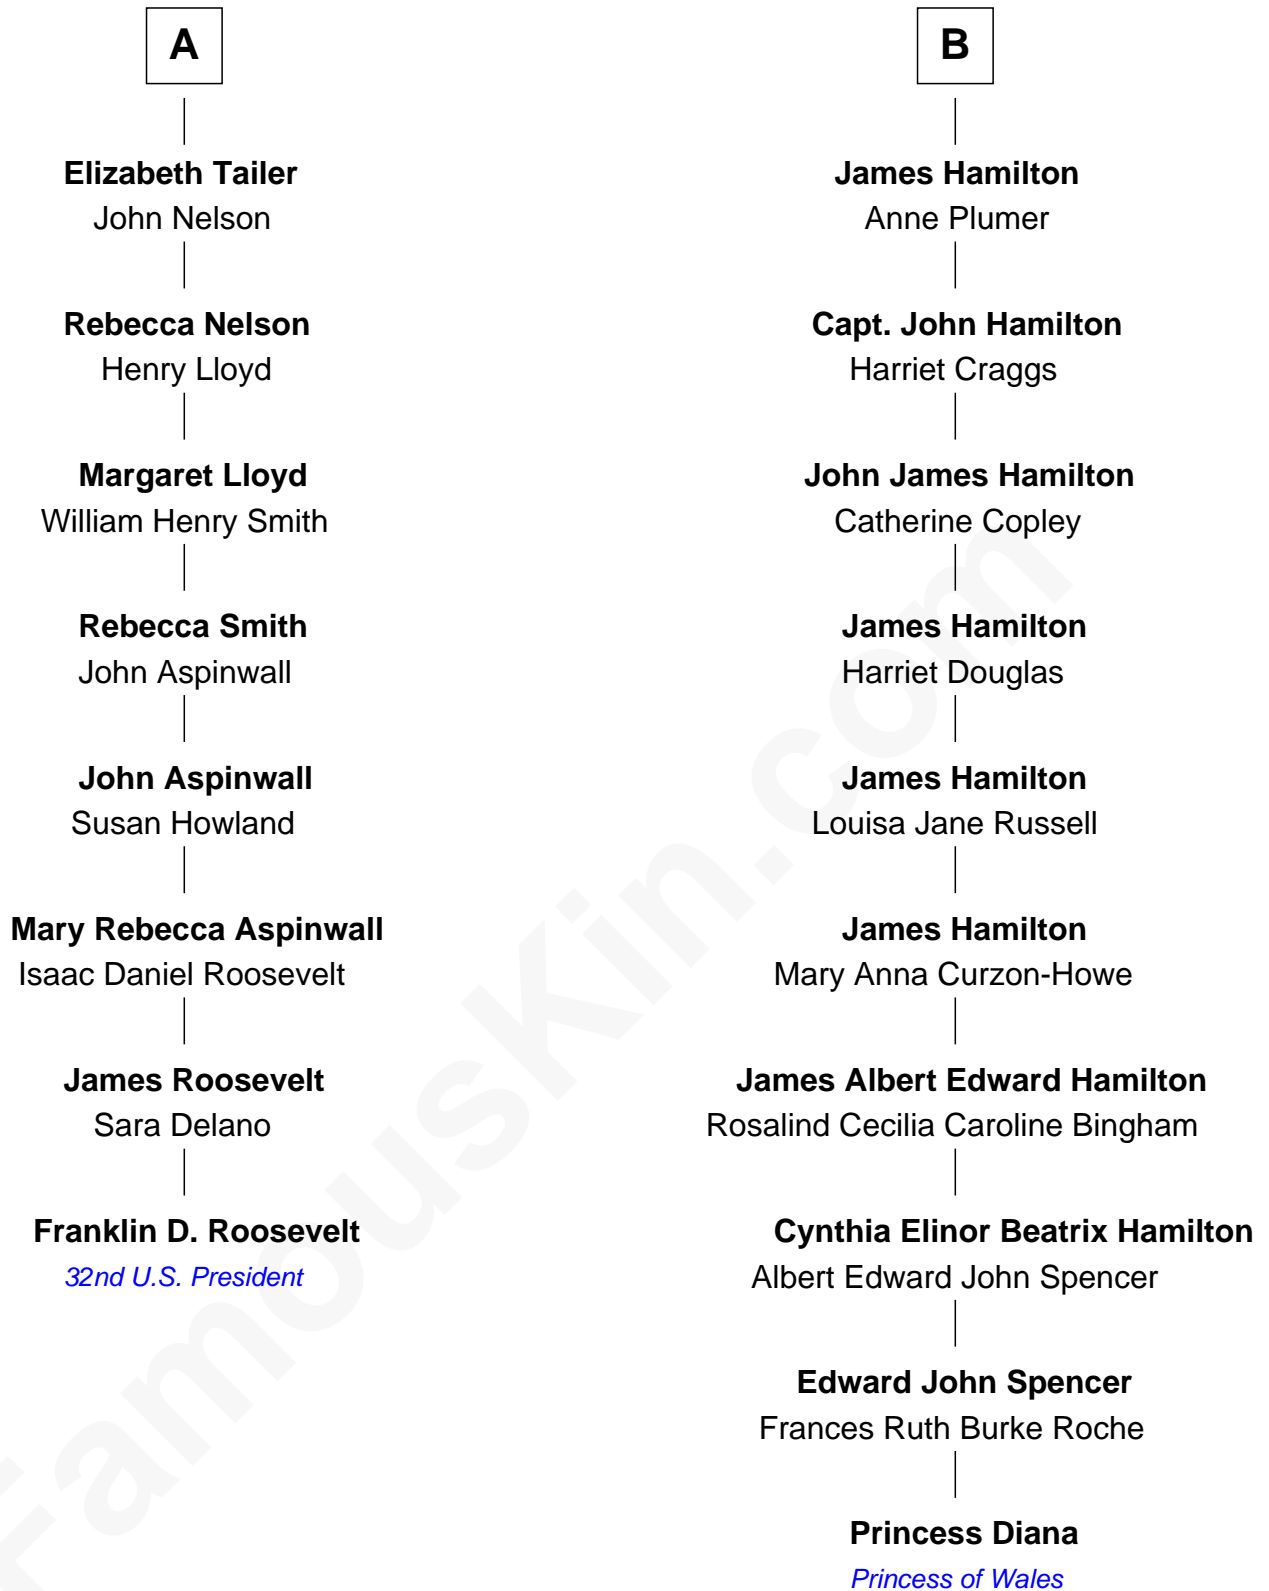 A
Elizabeth Tailer
John Nelson
Rebecca Nelson
Henry Lloyd
Margaret Lloyd
William Henry Smith
Rebecca Smith
John Aspinwall
John Aspinwall
Susan Howland
Mary Rebecca Aspinwall
Isaac Daniel Roosevelt
James Roosevelt
Sara Delano
Franklin D. Roosevelt
32nd U.S. President
B
James Hamilton
Anne Plumer
Capt. John Hamilton
Harriet Craggs
John James Hamilton
Catherine Copley
James Hamilton
Harriet Douglas
James Hamilton
Louisa Jane Russell
James Hamilton
Mary Anna Curzon-Howe
James Albert Edward Hamilton
Rosalind Cecilia Caroline Bingham
Cynthia Elinor Beatrix Hamilton
Albert Edward John Spencer
Edward John Spencer
Frances Ruth Burke Roche
Princess Diana
Princess of Wales
FamousKin.com